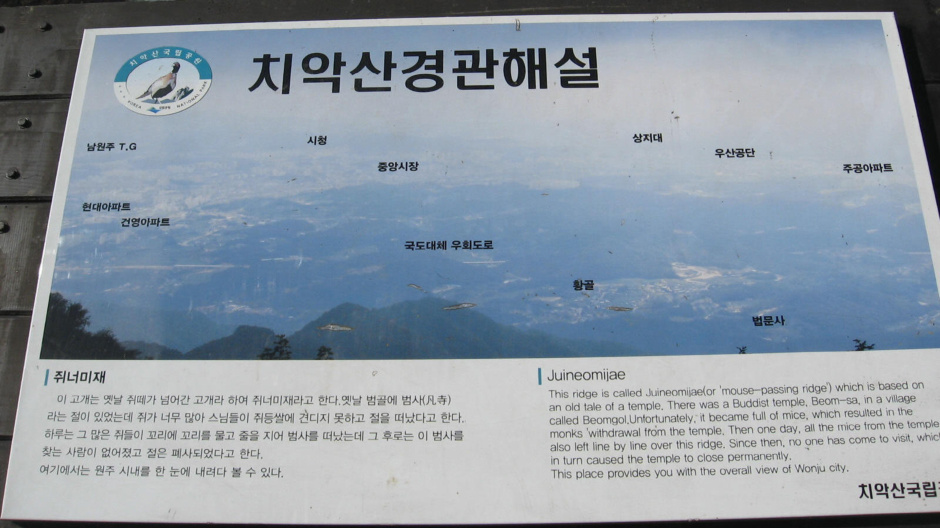 치악산국립공원
KOREA NATIONAL PARK
치악산경관해설
남원주 T.G
시청
중앙시장
상지대
우산공단
주공아파트
현대아파트
건영아파트
국도대체 우회도로
황골
법문사
쥐너미재
이 고개는 옛날 쥐떼가 넘어간 고개라 하여 쥐너미재라고 한다.옛날 범골에 범사(凡寺)
라는 절이 있었는데 쥐가 너무 많아 스님들이 쥐등쌀에 견디지 못하고 절을 떠났다고 한다.
하루는 그 많은 쥐들이 꼬리에 꼬리를 물고 줄을 지어 범사를 떠났는데 그 후로는 이 범사를
찾는 사람이 없어졌고 절은 폐사되었다고 한다.
여기에서는 원주 시내를 한 눈에 내려다 볼 수 있다.
Juineomijae
This ridge is called Juineomijae(or 'mouse-passing ridge') which is based on
an old tale of a temple. There was a Buddist temple, Beom-sa, in a village
called Beomgol.Unfortunately, it became full of mice, which resulted in the
monks 'withdrawal from the temple. Then one day, all the mice from the temple
also left line by line over this ridge. Since then, no one has come to visit, which
in turn caused the temple to close permanently.
This place provides you with the overall view of Wonju city.
치악산국립